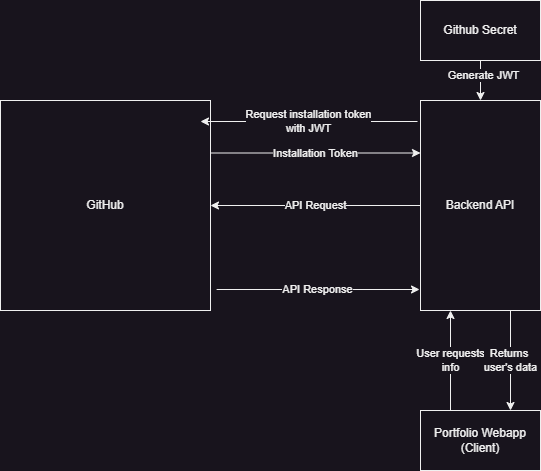 Github Secret
Generate JWT
Request installation token
with JWT
Installation Token
GitHub
API Request
Backend API
API Response
User requests
info
Returns
user's data
Portfolio Webapp
(Client)